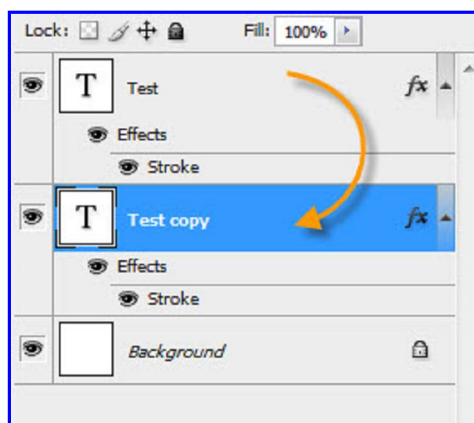 Lock: Fill: 100%
T Test fx
Effects
Stroke
T Test copy fx
Effects
Stroke
Background